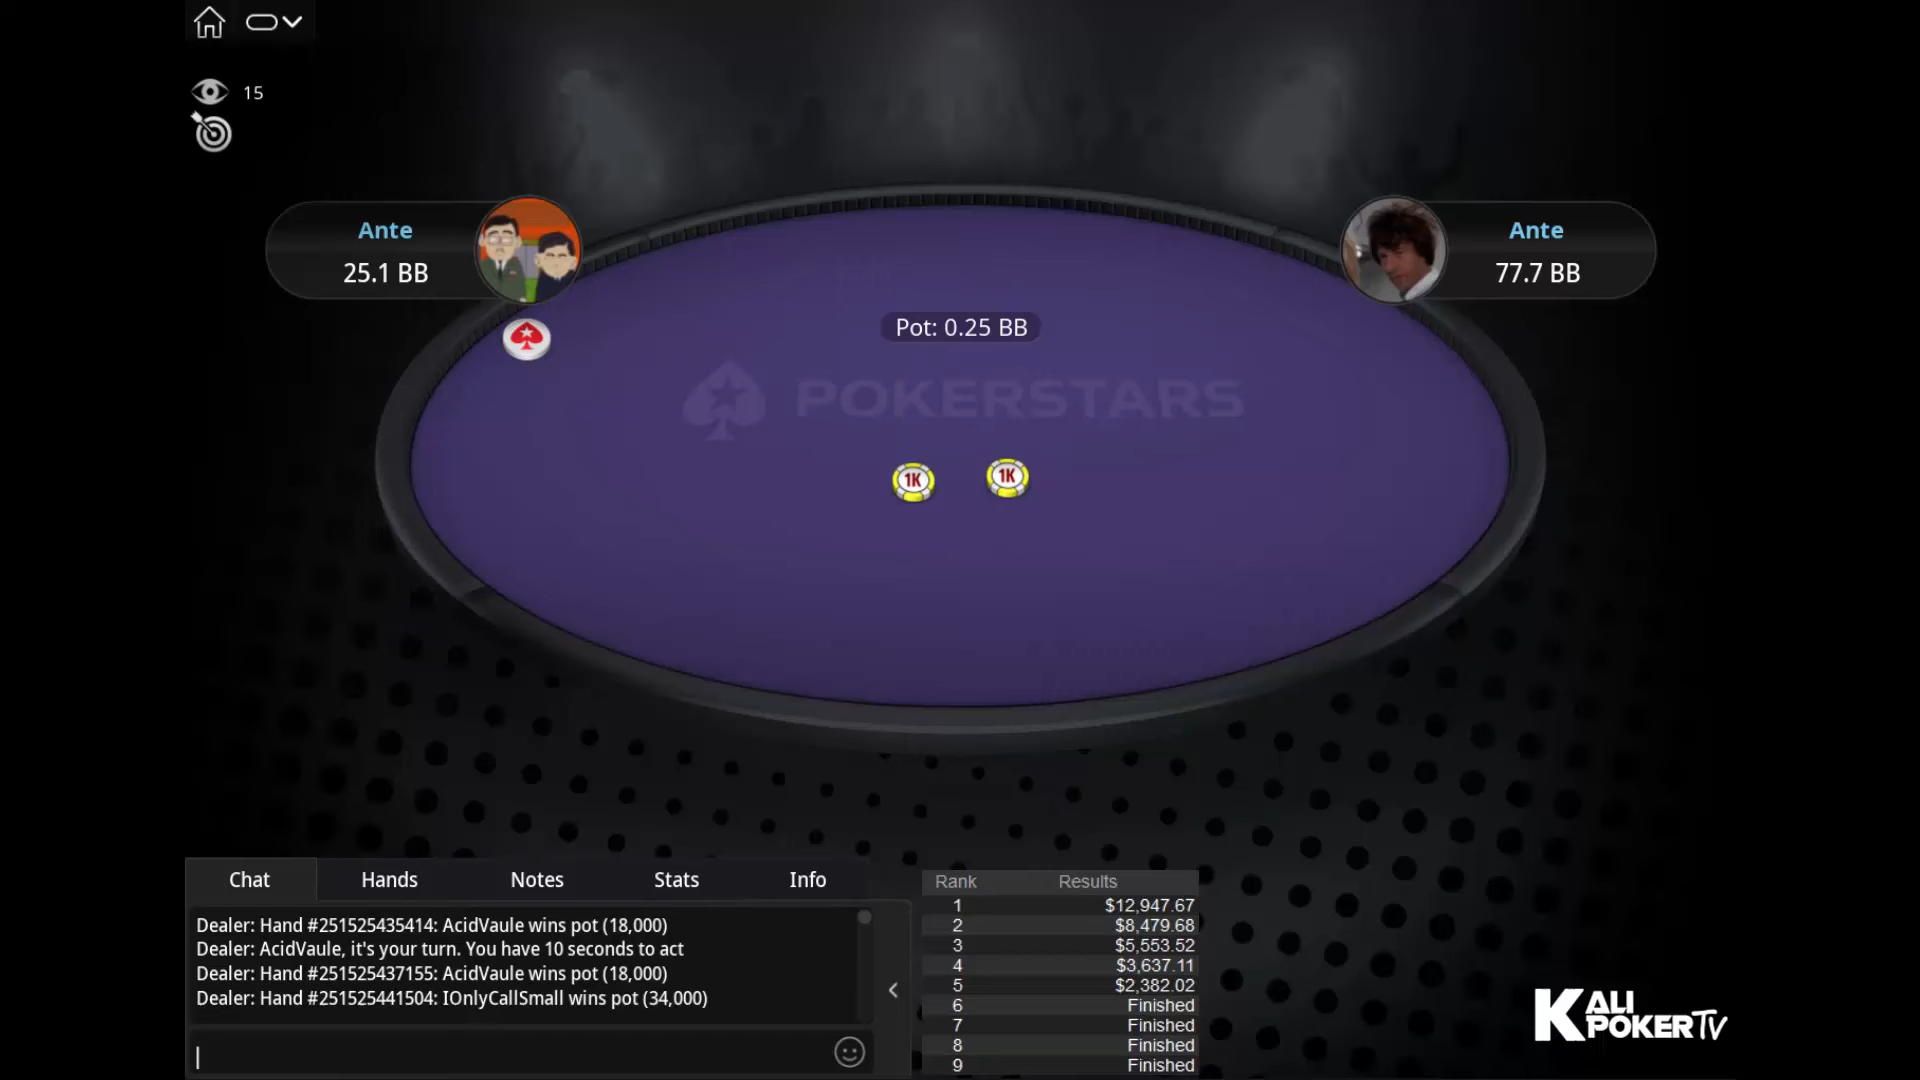 15
Ante
25.1 BB
Ante
77.7 BB
Pot: 0.25 BB
POKERSTARS
1K
1K
Chat Hands Notes Stats Info
Dealer: Hand #251525435414: AcidVaule wins pot (18,000)
Dealer: AcidVaule, it's your turn. You have 10 seconds to act
Dealer: Hand #251525437155: AcidVaule wins pot (18,000)
Dealer: Hand #251525441504: IOnlyCallSmall wins pot (34,000)
Rank Results
1 $12,947.67
2 $8,479.68
3 $5,553.52
4 $3,637.11
5 $2,382.02
6 Finished
7 Finished
8 Finished
9 Finished
KALI
POKERTV